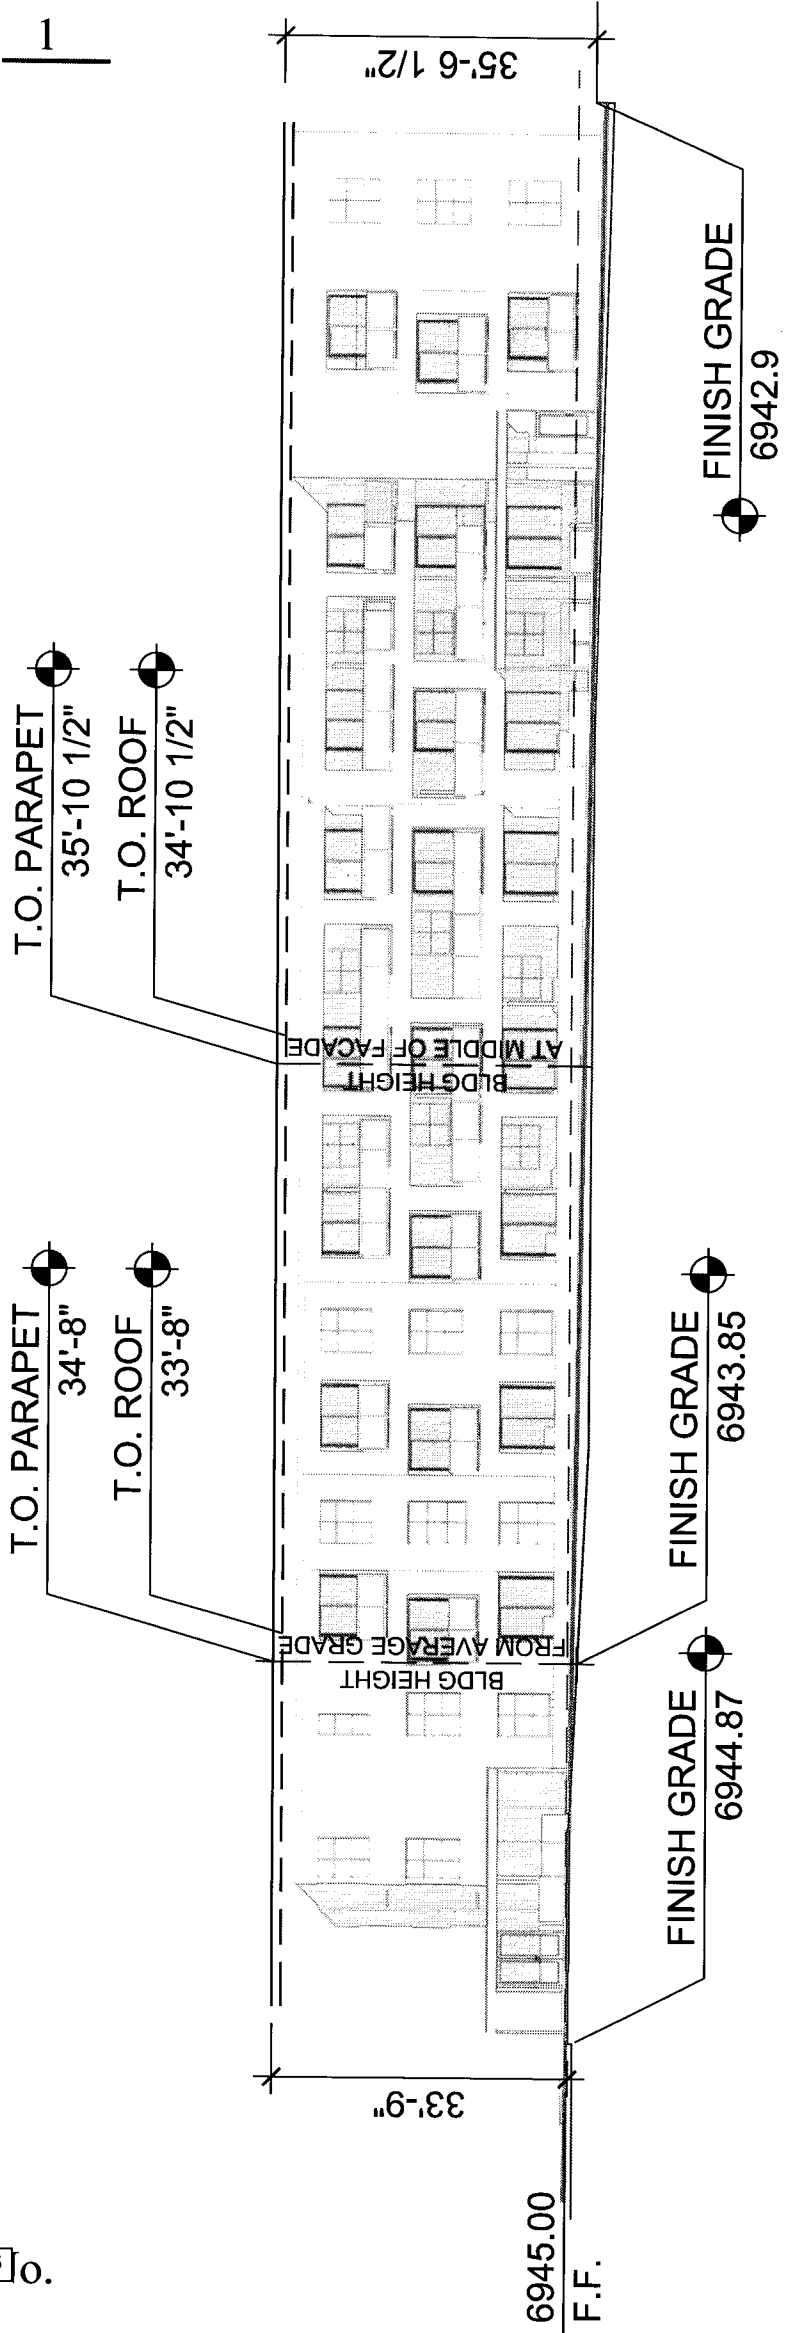 1
35'-6 1/2"
T.O. PARAPET
35'-10 1/2"
T.O. ROOF
34'-10 1/2"
FINISH GRADE
6942.9
BLDG HEIGHT
AT MIDDLE OF FACADE
T.O. PARAPET
34'-8"
T.O. ROOF
33'-8"
FINISH GRADE
6943.85
BLDG HEIGHT
FROM AVERAGE GRADE
FINISH GRADE
6944.87
33'-9"
6945.00
F.F.
o.